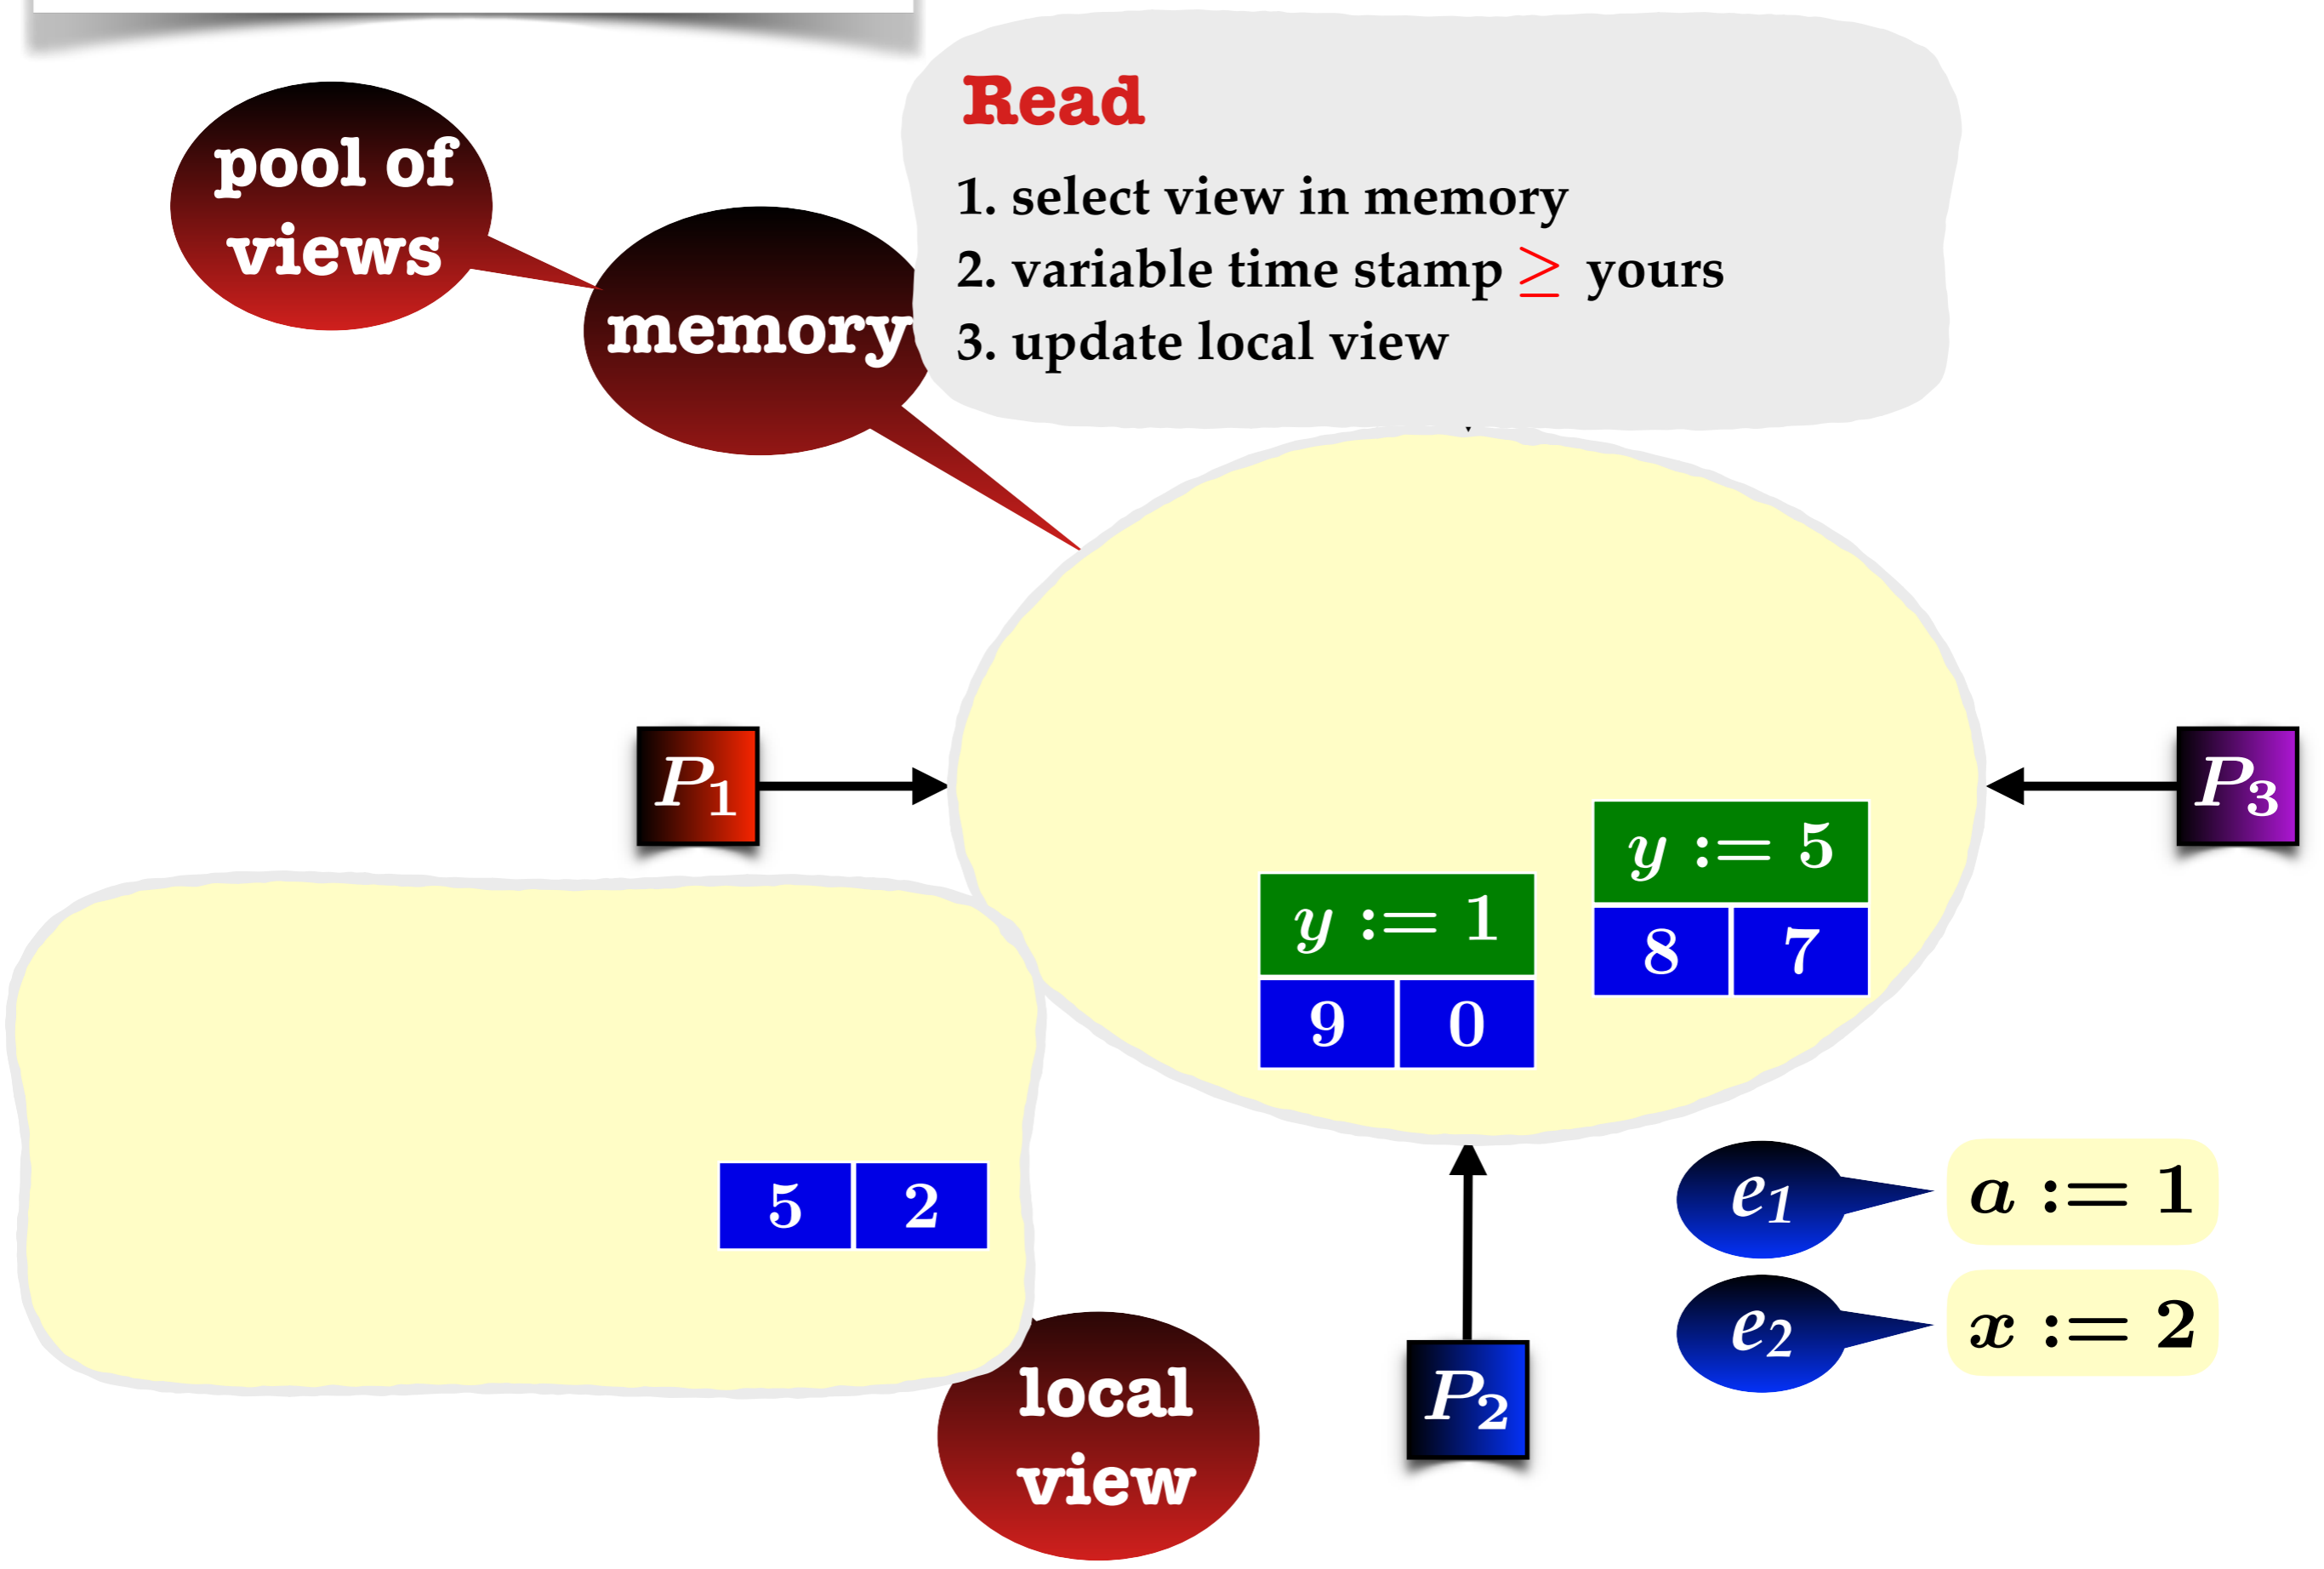 pool of
views
memory
Read
1. select view in memory
2. variable time stamp ≥ yours
3. update local view
P₁
P₃
y := 5
8 7
y := 1
9 0
5 2
e₁
a := 1
e₂
x := 2
P₂
local
view